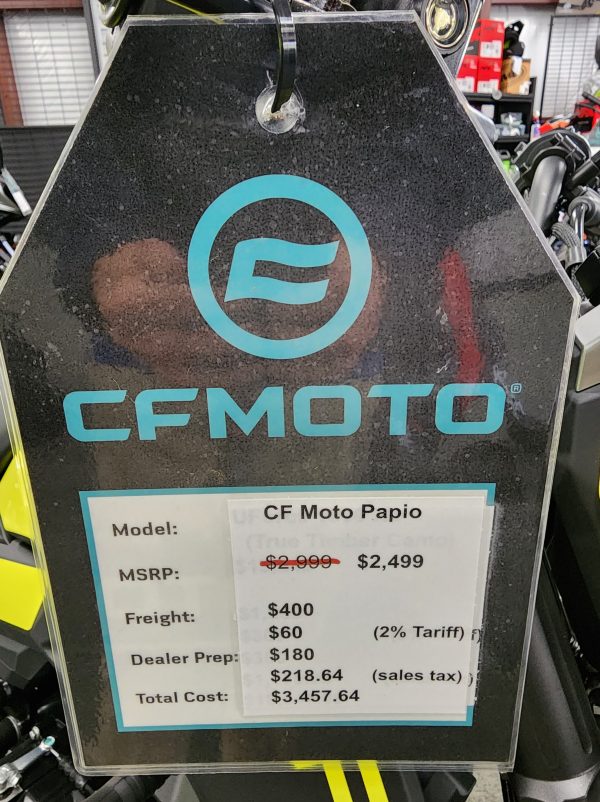 CFMOTO®
CF Moto Papio
Model:
MSRP: $2,999 $2,499
Freight: $400
$60 (2% Tariff)
Dealer Prep: $180
$218.64 (sales tax)
Total Cost: $3,457.64